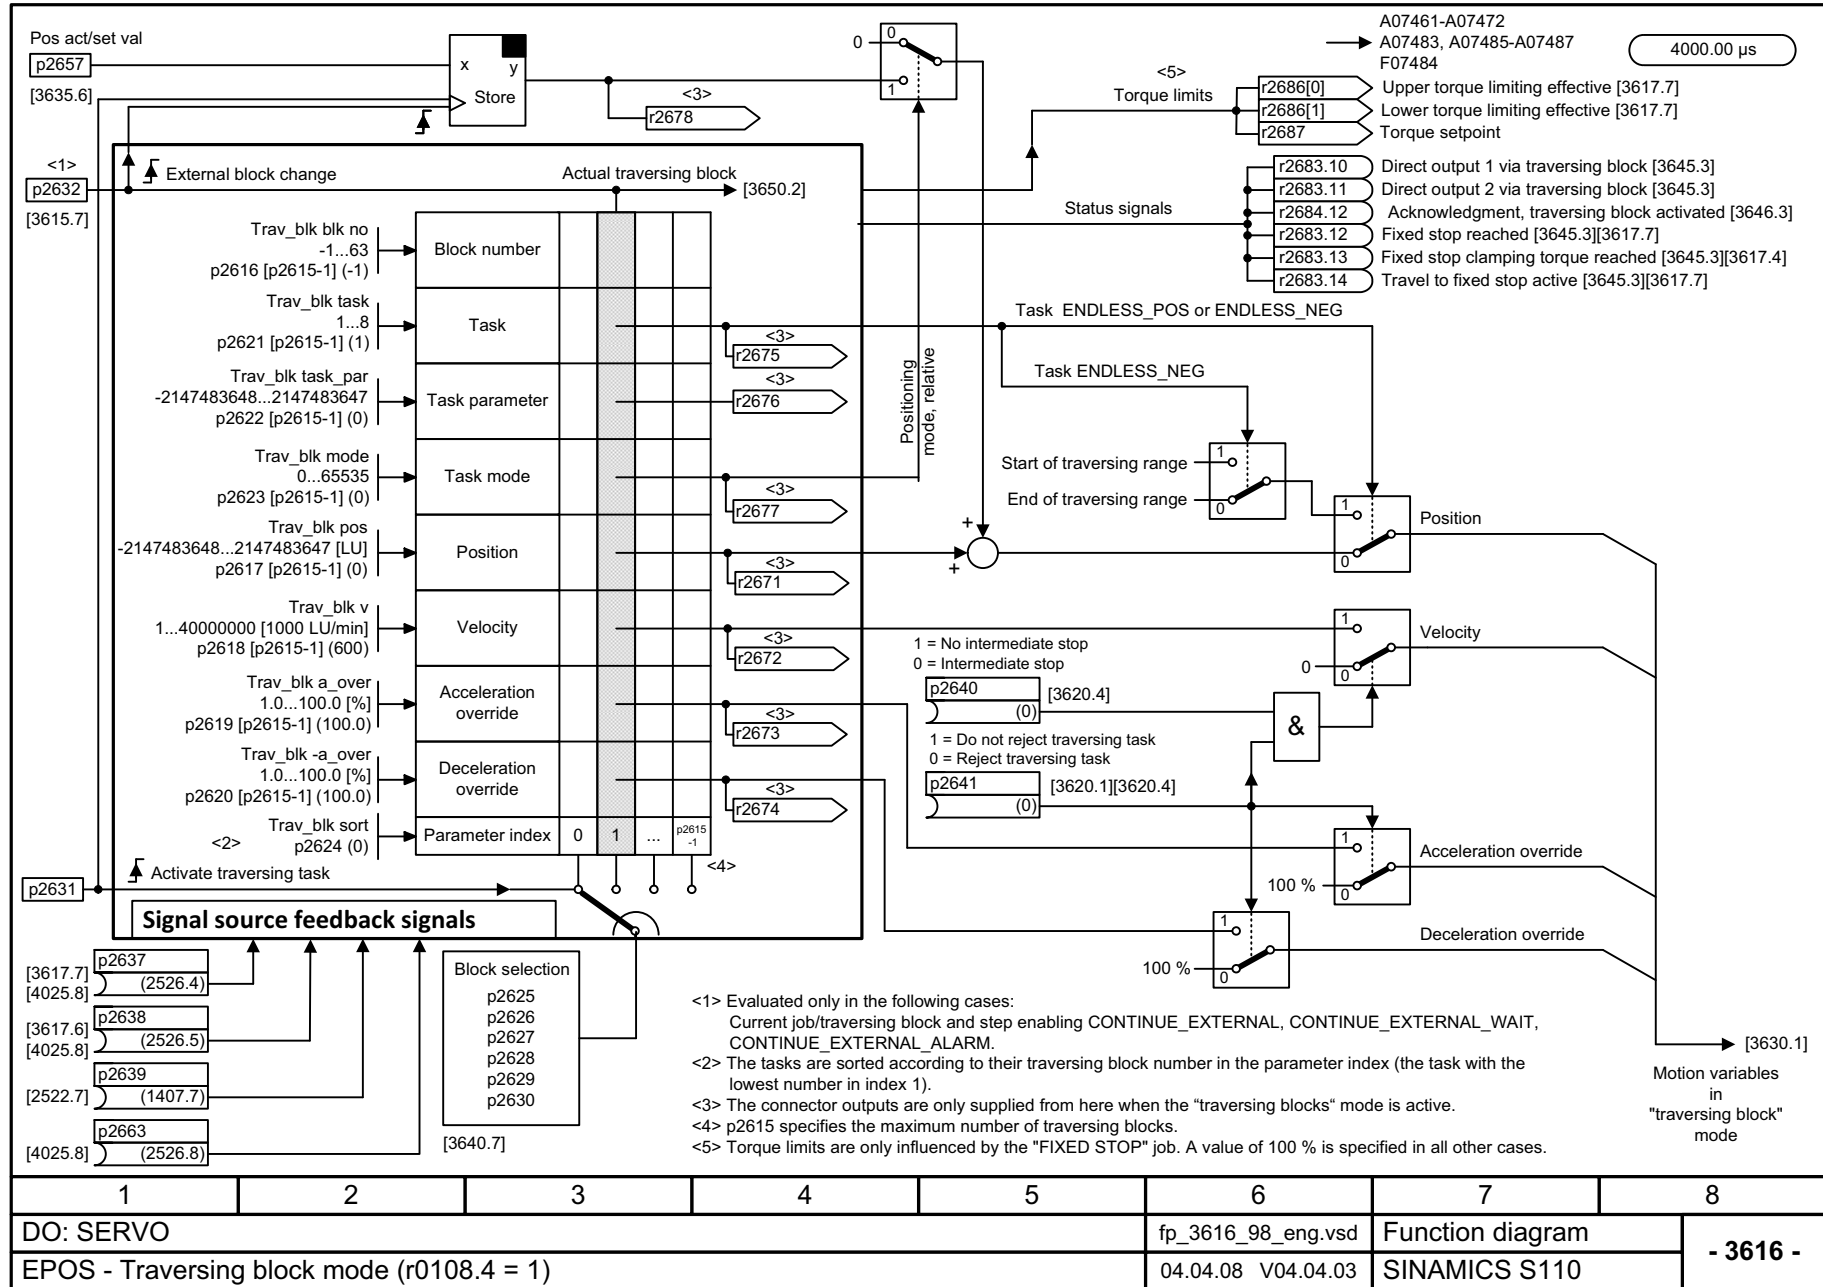 Pos act/set val
p2657
[3635.6]
x
y
Store
<3>
r2678
0
0
1
A07461-A07472
A07483, A07485-A07487
F07484
4000.00 µs
<5>
Torque limits
r2686[0] Upper torque limiting effective [3617.7]
r2686[1] Lower torque limiting effective [3617.7]
r2687 Torque setpoint
Status signals
r2683.10 Direct output 1 via traversing block [3645.3]
r2683.11 Direct output 2 via traversing block [3645.3]
r2684.12 Acknowledgment, traversing block activated [3646.3]
r2683.12 Fixed stop reached [3645.3][3617.7]
r2683.13 Fixed stop clamping torque reached [3645.3][3617.4]
r2683.14 Travel to fixed stop active [3645.3][3617.7]
<1>
p2632
[3615.7]
External block change
Actual traversing block
[3650.2]
Trav_blk blk no
-1...63
p2616 [p2615-1] (-1)
Block number
Trav_blk task
1...8
p2621 [p2615-1] (1)
Task
<3>
r2675
Trav_blk task_par
-2147483648...2147483647
p2622 [p2615-1] (0)
Task parameter
<3>
r2676
Trav_blk mode
0...65535
p2623 [p2615-1] (0)
Task mode
<3>
r2677
Trav_blk pos
-2147483648...2147483647 [LU]
p2617 [p2615-1] (0)
Position
<3>
r2671
Trav_blk v
1...40000000 [1000 LU/min]
p2618 [p2615-1] (600)
Velocity
<3>
r2672
Trav_blk a_over
1.0...100.0 [%]
p2619 [p2615-1] (100.0)
Acceleration
override
<3>
r2673
Trav_blk -a_over
1.0...100.0 [%]
p2620 [p2615-1] (100.0)
Deceleration
override
<3>
r2674
<2>
Trav_blk sort
p2624 (0)
Parameter index
0
1
...
p2615
-1
<4>
Activate traversing task
p2631
Signal source feedback signals
Positioning
mode, relative
Task ENDLESS_POS or ENDLESS_NEG
Task ENDLESS_NEG
Start of traversing range
End of traversing range
1
0
1
0
Position
+
+
1
0
0
Velocity
1 = No intermediate stop
0 = Intermediate stop
p2640
(0)
[3620.4]
&
1 = Do not reject traversing task
0 = Reject traversing task
p2641
(0)
[3620.1][3620.4]
1
100 %
0
Acceleration override
1
100 %
0
Deceleration override
[3617.7]
[4025.8]
p2637
(2526.4)
[3617.6]
[4025.8]
p2638
(2526.5)
[2522.7]
p2639
(1407.7)
[4025.8]
p2663
(2526.8)
Block selection
p2625
p2626
p2627
p2628
p2629
p2630
[3640.7]
<1> Evaluated only in the following cases:
Current job/traversing block and step enabling CONTINUE_EXTERNAL, CONTINUE_EXTERNAL_WAIT,
CONTINUE_EXTERNAL_ALARM.
<2> The tasks are sorted according to their traversing block number in the parameter index (the task with the
lowest number in index 1).
<3> The connector outputs are only supplied from here when the “traversing blocks“ mode is active.
<4> p2615 specifies the maximum number of traversing blocks.
<5> Torque limits are only influenced by the "FIXED STOP" job. A value of 100 % is specified in all other cases.
[3630.1]
Motion variables
in
"traversing block"
mode
1 2 3 4 5 6 7 8
DO: SERVO
fp_3616_98_eng.vsd
Function diagram
- 3616 -
EPOS - Traversing block mode (r0108.4 = 1)
04.04.08 V04.04.03
SINAMICS S110